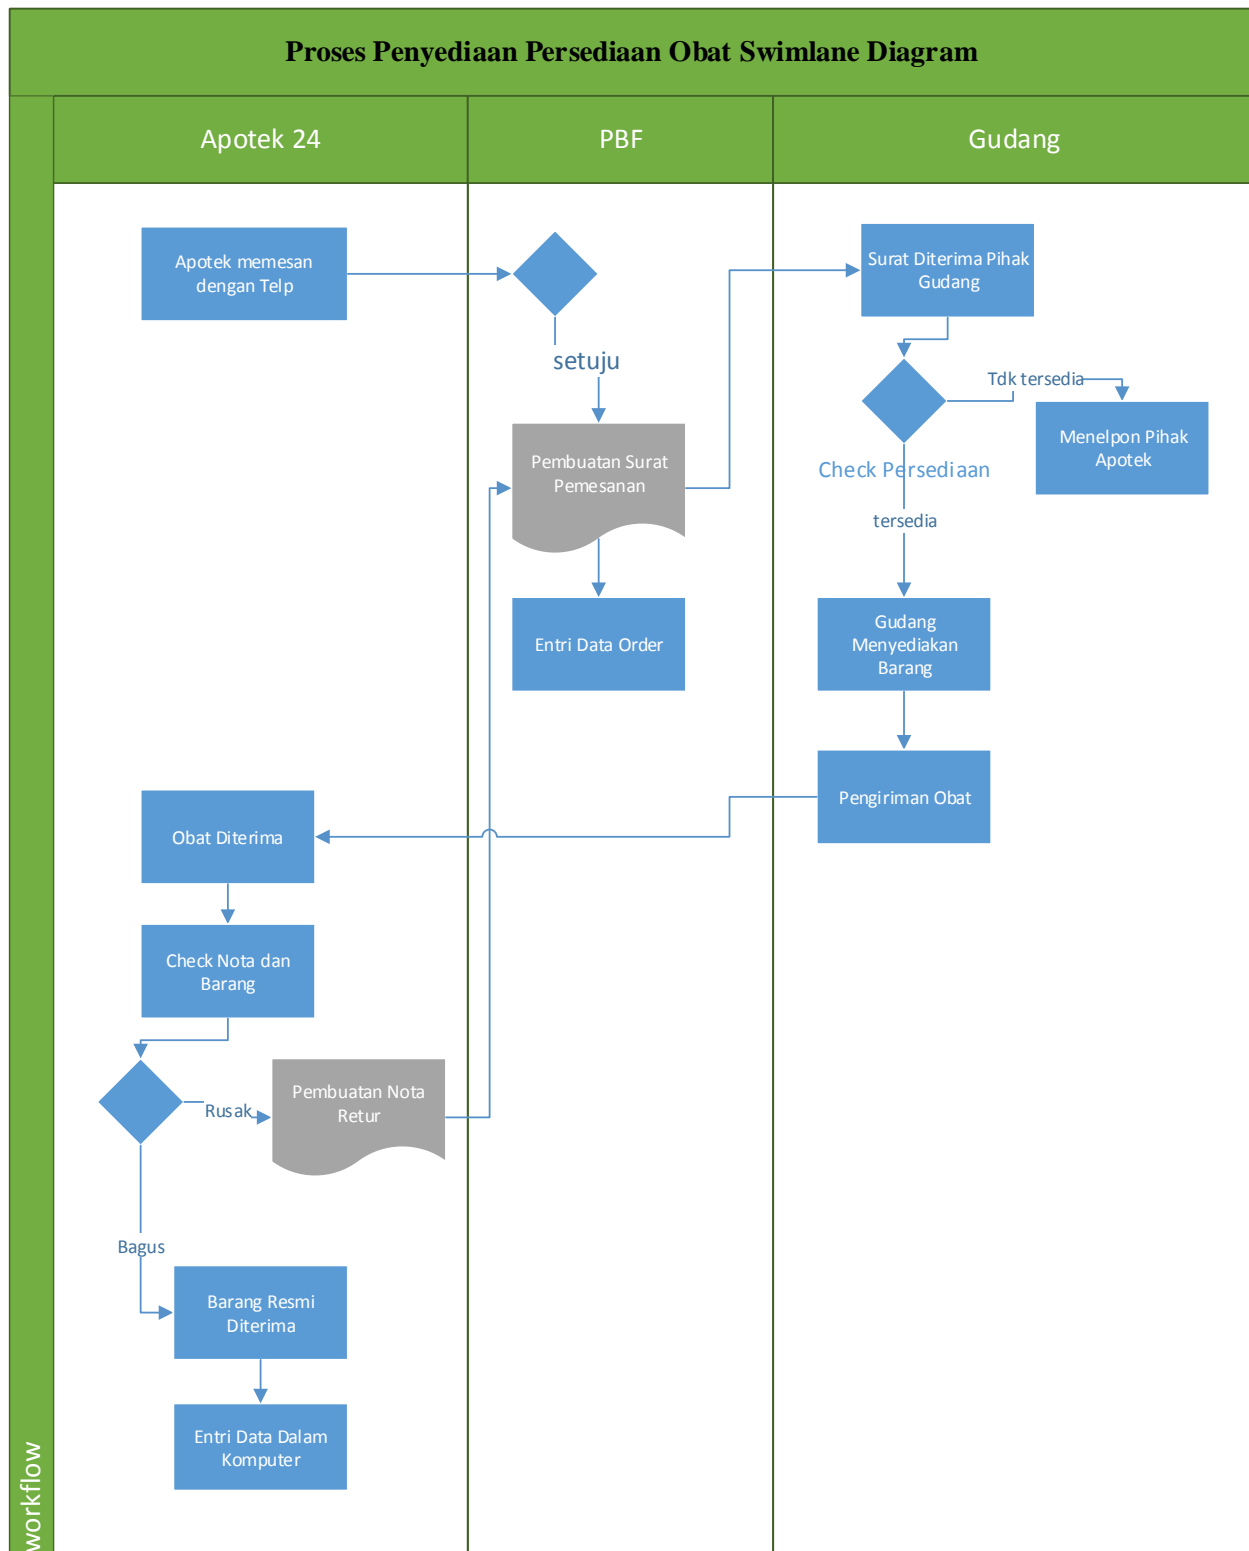 Proses Penyediaan Persediaan Obat Swimlane Diagram
Apotek 24
PBF
Gudang
Apotek memesan
dengan Telp
setuju
Pembuatan Surat
Pemesanan
Entri Data Order
Surat Diterima Pihak
Gudang
Tdk tersedia
Menelpon Pihak
Apotek
Check Persediaan
tersedia
Gudang
Menyediakan
Barang
Pengiriman Obat
Obat Diterima
Check Nota dan
Barang
Rusak
Pembuatan Nota
Retur
Bagus
Barang Resmi
Diterima
Entri Data Dalam
Komputer
workflow